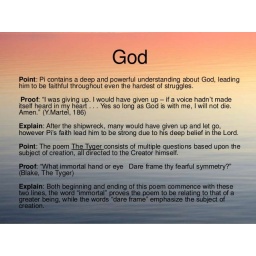 God
Point: Pi contains a deep and powerful understanding about God, leading
him to be faithful throughout even the hardest of struggles.
Proof: "I was giving up. I would have given up – if a voice hadn't made
itself heard in my heart . . . Yes so long as God is with me, I will not die.
Amen." (Y.Martel, 186)
Explain: After the shipwreck, many would have given up and let go,
however Pi's faith lead him to be strong due to his deep belief in the Lord.
Point: The poem The Tyger consists of multiple questions based upon the
subject of creation, all directed to the Creator himself.
Proof: "What immortal hand or eye Dare frame thy fearful symmetry?"
(Blake, The Tyger)
Explain: Both beginning and ending of this poem commence with these
two lines, the word "immortal" proves the poem to be relating to that of a
greater being, while the words "dare frame" emphasize the subject of
creation.